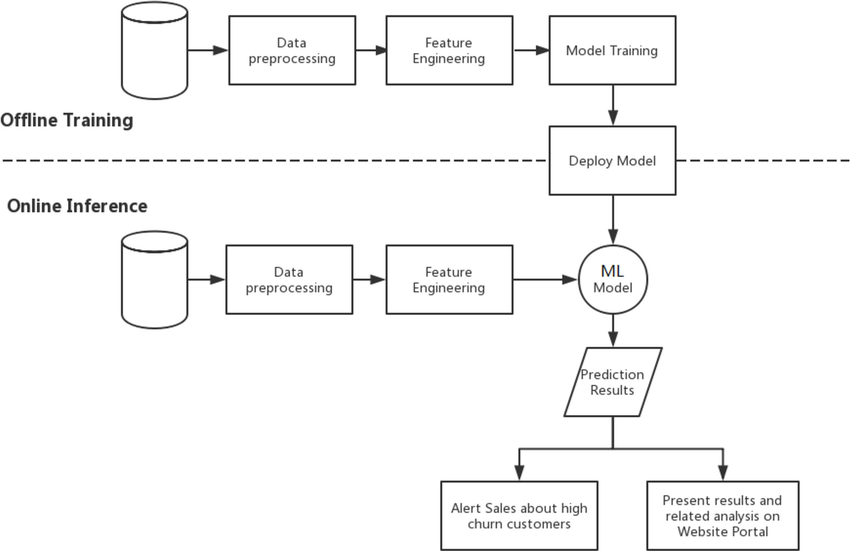 Data
preprocessing
Feature
Engineering
Model Training
Offline Training
Deploy Model
Online Inference
Data
preprocessing
Feature
Engineering
ML
Model
Prediction
Results
Alert Sales about high
churn customers
Present results and
related analysis on
Website Portal